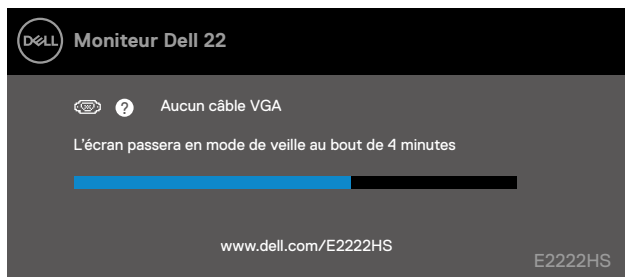 DELL Moniteur Dell 22
? Aucun câble VGA
L'écran passera en mode de veille au bout de 4 minutes
www.dell.com/E2222HS
E2222HS